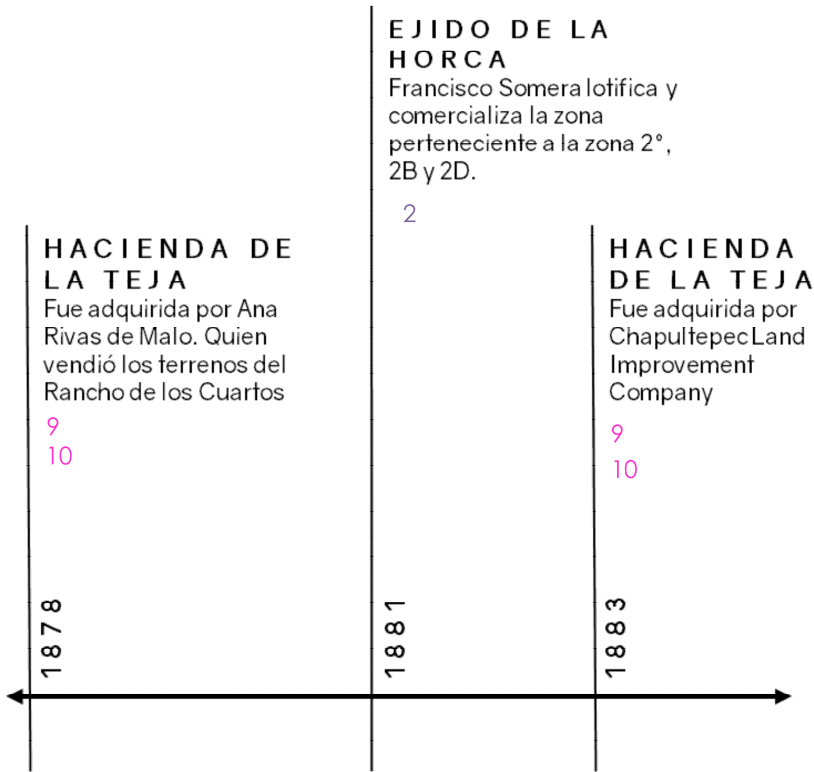 HACIENDA DE
LA TEJA
Fue adquirida por Ana
Rivas de Malo. Quien
vendió los terrenos del
Rancho de los Cuartos
9
10
1878
EJIDO DE LA
HORCA
Francisco Somera lotifica y
comercializa la zona
perteneciente a la zona 2°,
2B y 2D.
2
1881
HACIENDA
DE LA TEJA
Fue adquirida por
Chapultepec Land
Improvement
Company
9
10
1883